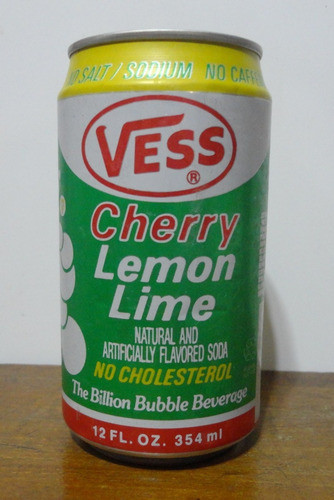 NO SALT / SODIUM NO CAFF
VESS®
Cherry
Lemon
Lime
NATURAL AND
ARTIFICIALLY FLAVORED SODA
NO CHOLESTEROL
The Billion Bubble Beverage
12 FL. OZ. 354 ml